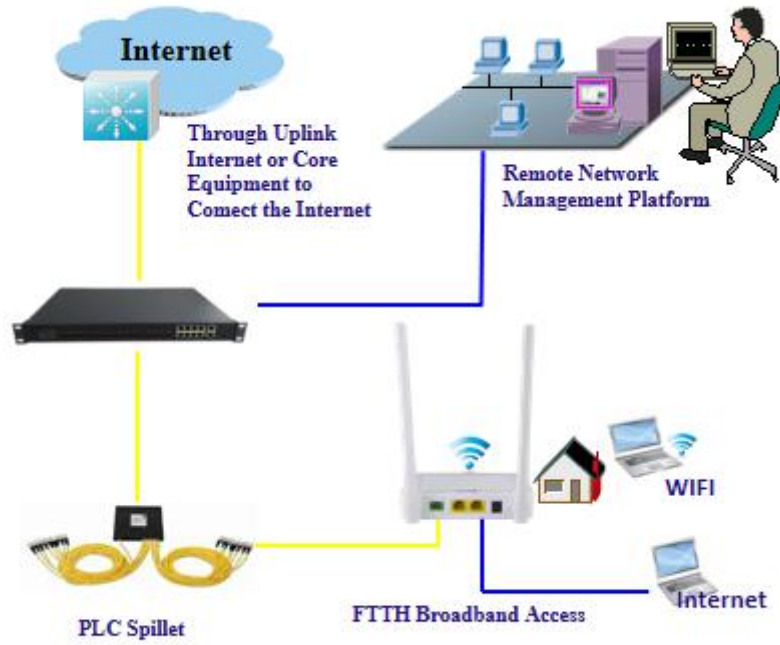 Internet
Through Uplink
Internet or Core
Equipment to
Comect the Internet
Remote Network
Management Platform
WIFI
Internet
FTTH Broadband Access
PLC Spillet